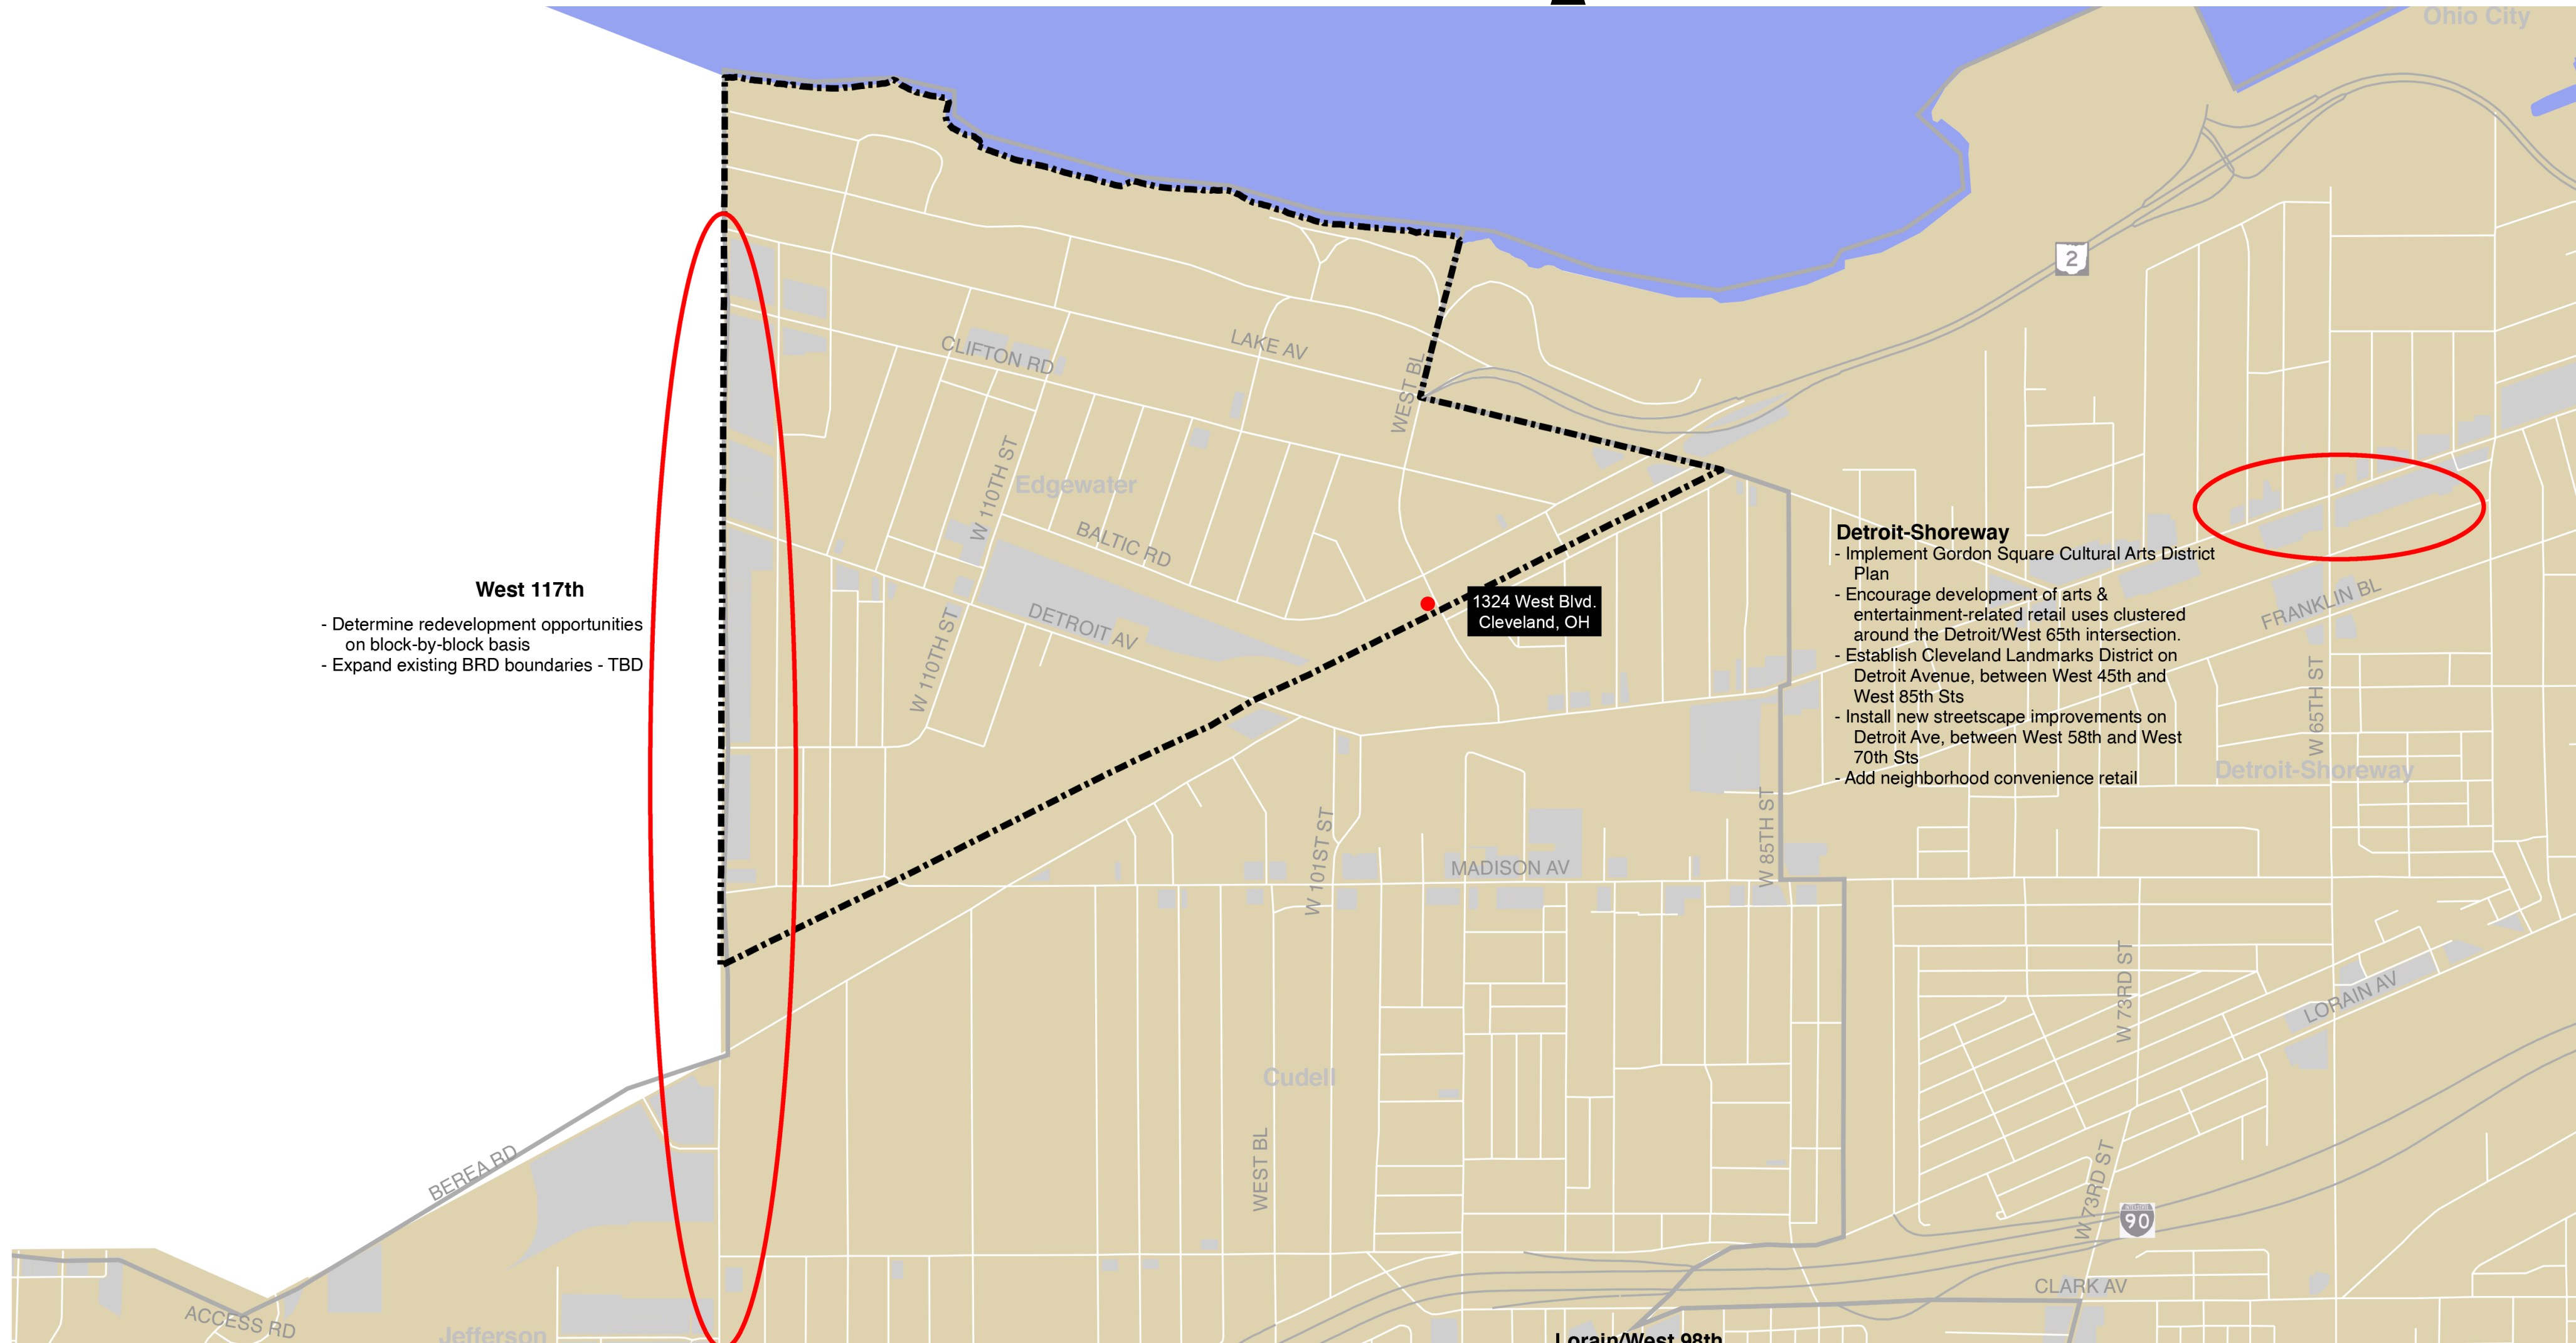 Ohio City
2
LAKE AV
CLIFTON RD
WEST BL
W 110TH ST
Edgewater
BALTIC RD
Detroit-Shoreway
- Implement Gordon Square Cultural Arts District
Plan
- Encourage development of arts &
entertainment-related retail uses clustered
around the Detroit/West 65th intersection.
- Establish Cleveland Landmarks District on
Detroit Avenue, between West 45th and
West 85th Sts
- Install new streetscape improvements on
Detroit Ave, between West 58th and West
70th Sts
- Add neighborhood convenience retail
West 117th
- Determine redevelopment opportunities
on block-by-block basis
- Expand existing BRD boundaries - TBD
1324 West Blvd.
Cleveland, OH
FRANKLIN BL
DETROIT AV
W 110TH ST
W 65TH ST
Detroit-Shoreway
W 101ST ST
W 85TH ST
MADISON AV
W 73RD ST
LORAIN AV
Cudell
WEST BL
BEREA RD
W 73RD ST
90
CLARK AV
ACCESS RD
Jefferson
Lorain/West 98th